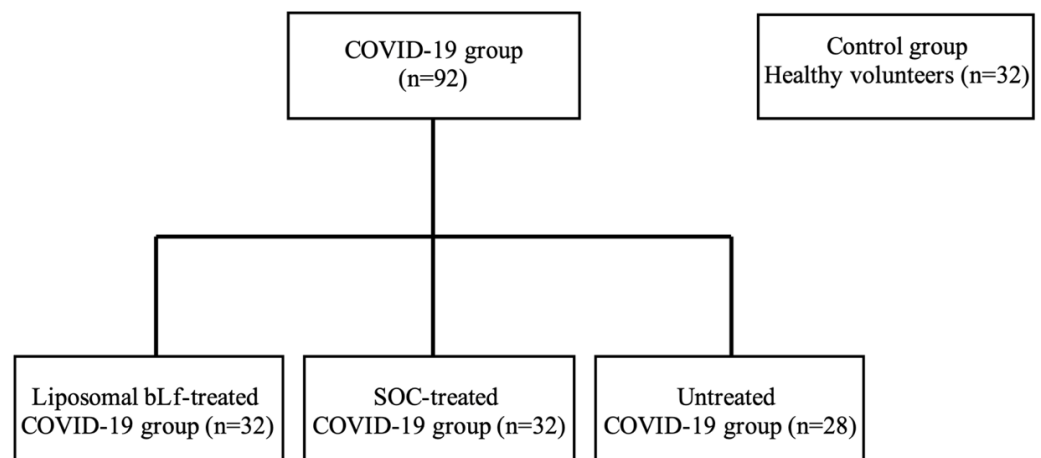 COVID-19 group
(n=92)
Control group
Healthy volunteers (n=32)
Liposomal bLf-treated
COVID-19 group (n=32)
SOC-treated
COVID-19 group (n=32)
Untreated
COVID-19 group (n=28)